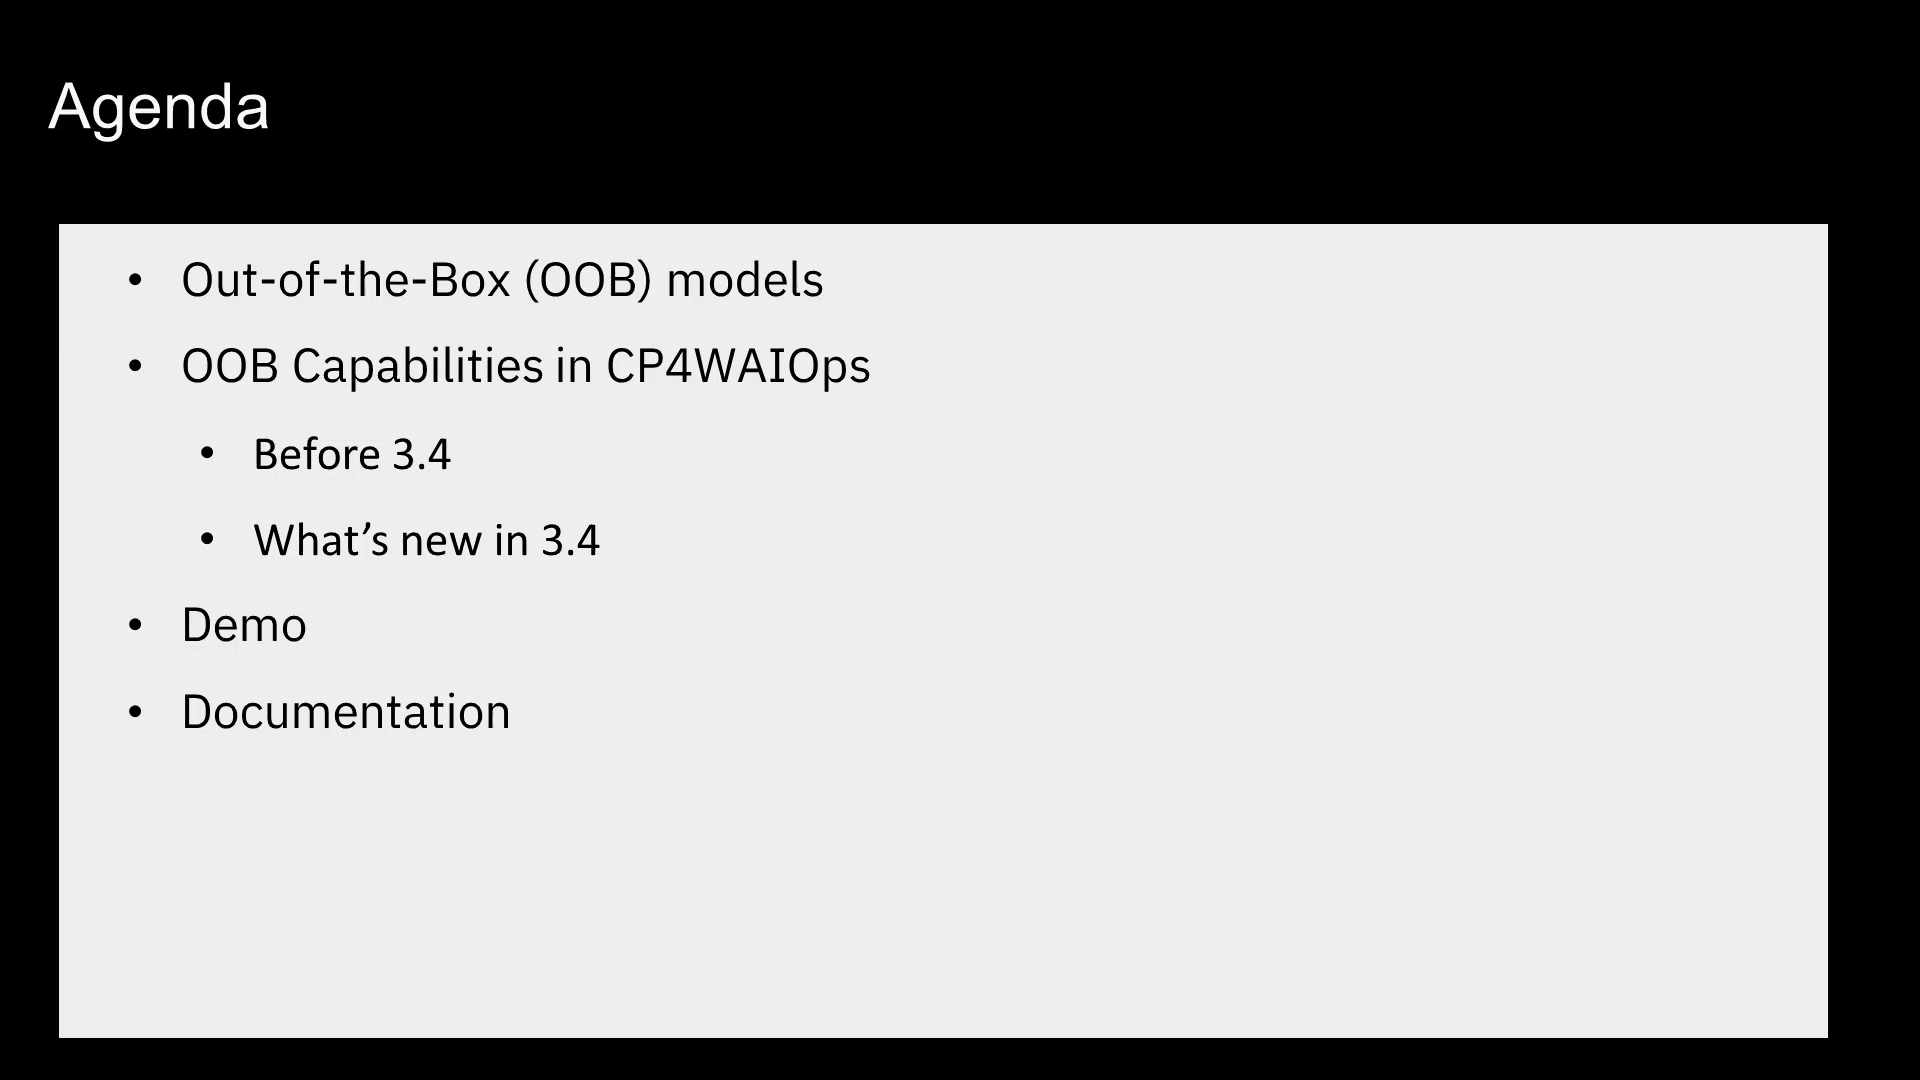 Agenda
• Out-of-the-Box (OOB) models
• OOB Capabilities in CP4WAIOps
• Before 3.4
• What’s new in 3.4
• Demo
• Documentation